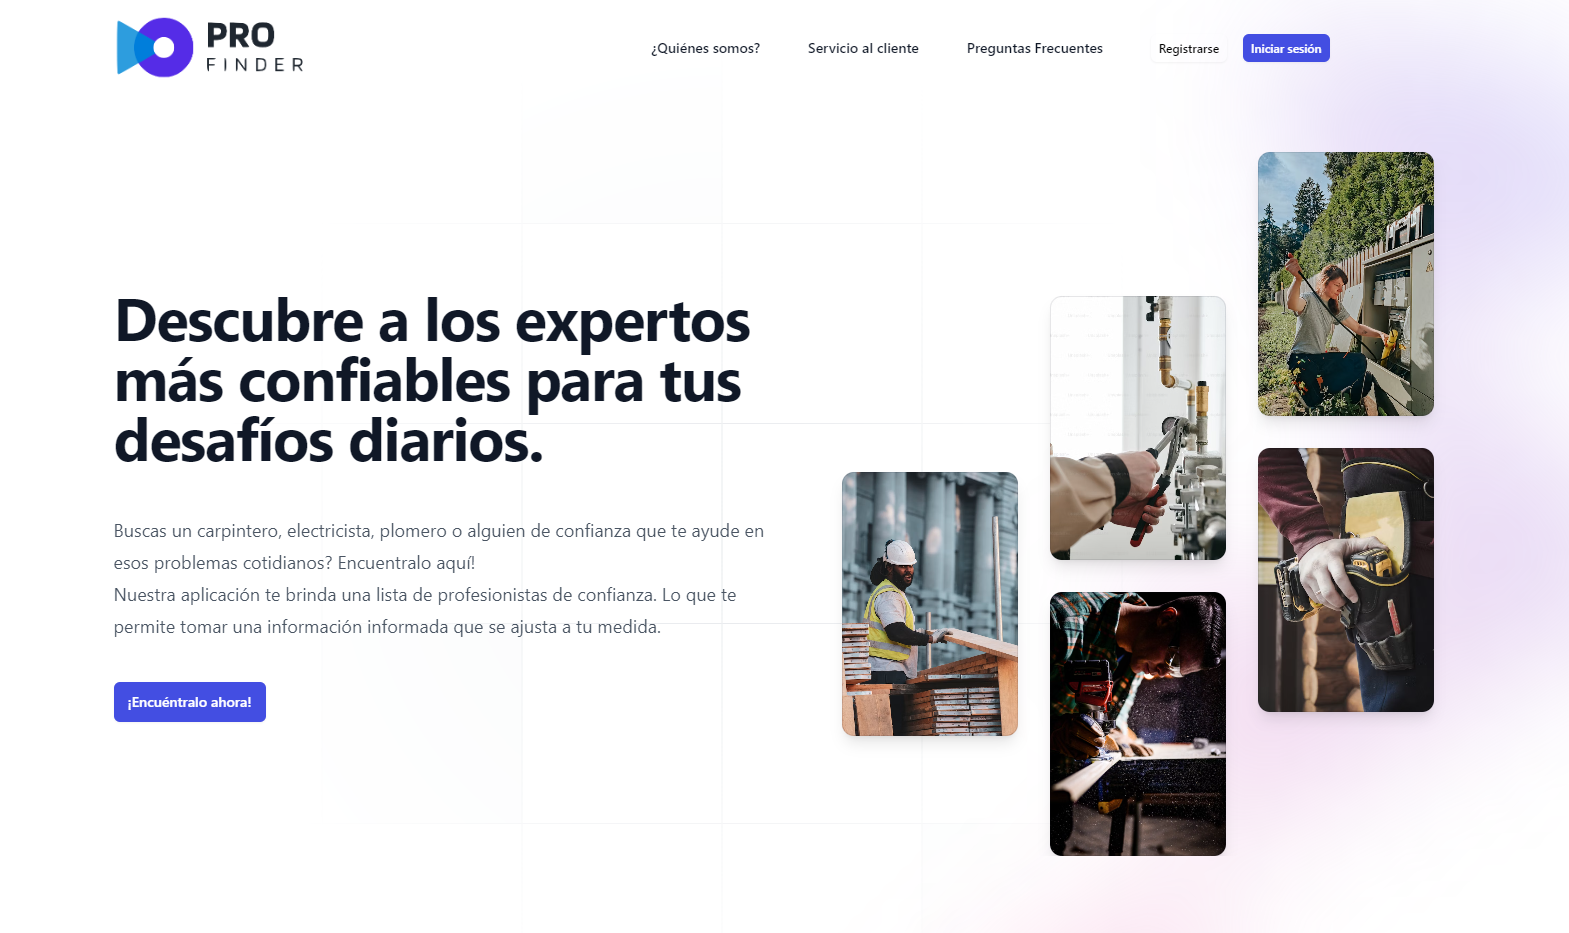 PRO
FINDER
¿Quiénes somos?
Servicio al cliente
Preguntas Frecuentes
Registrarse
Iniciar sesión
Descubre a los expertos
más confiables para tus
desafíos diarios.
Buscas un carpintero, electricista, plomero o alguien de confianza que te ayude en
esos problemas cotidianos? Encuentralo aquí!
Nuestra aplicación te brinda una lista de profesionistas de confianza. Lo que te
permite tomar una información informada que se ajusta a tu medida.
¡Encuéntralo ahora!